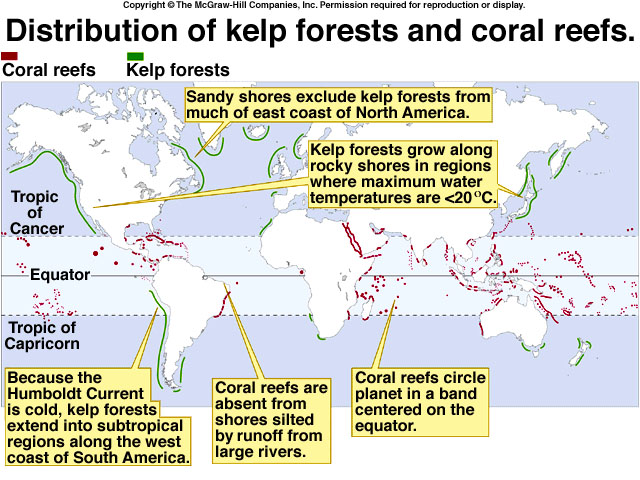 Copyright © The McGraw-Hill Companies, Inc. Permission required for reproduction or display.
Distribution of kelp forests and coral reefs.
Coral reefs
Kelp forests
Sandy shores exclude kelp forests from
much of east coast of North America.
Kelp forests grow along
rocky shores in regions
where maximum water
temperatures are <20°C.
Tropic
of
Cancer
Equator
Tropic of
Capricorn
Because the
Humboldt Current
is cold, kelp forests
extend into subtropical
regions along the west
coast of South America.
Coral reefs are
absent from
shores silted
by runoff from
large rivers.
Coral reefs circle
planet in a band
centered on the
equator.